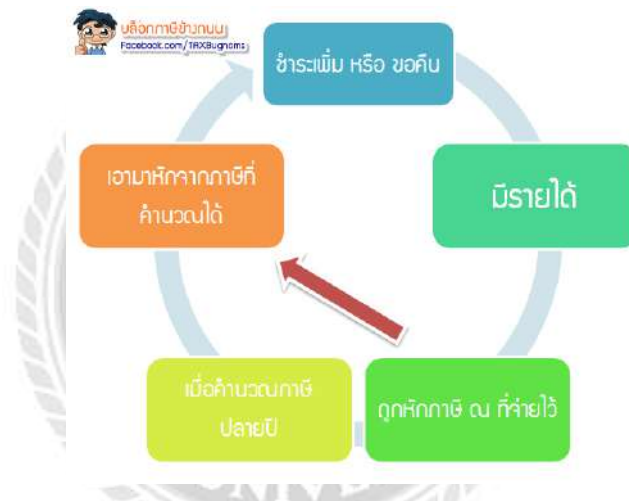 บล็อกภาษีข้างถนน
Facebook.com/TAXBugnoms
ชำระเพิ่ม หรือ ขอคืน
มีรายได้
ถูกหักภาษี ณ ที่จ่ายไว้
เมื่อคำนวณภาษี
ปลายปี
เอามาหักจากภาษีที่
คำนวณได้